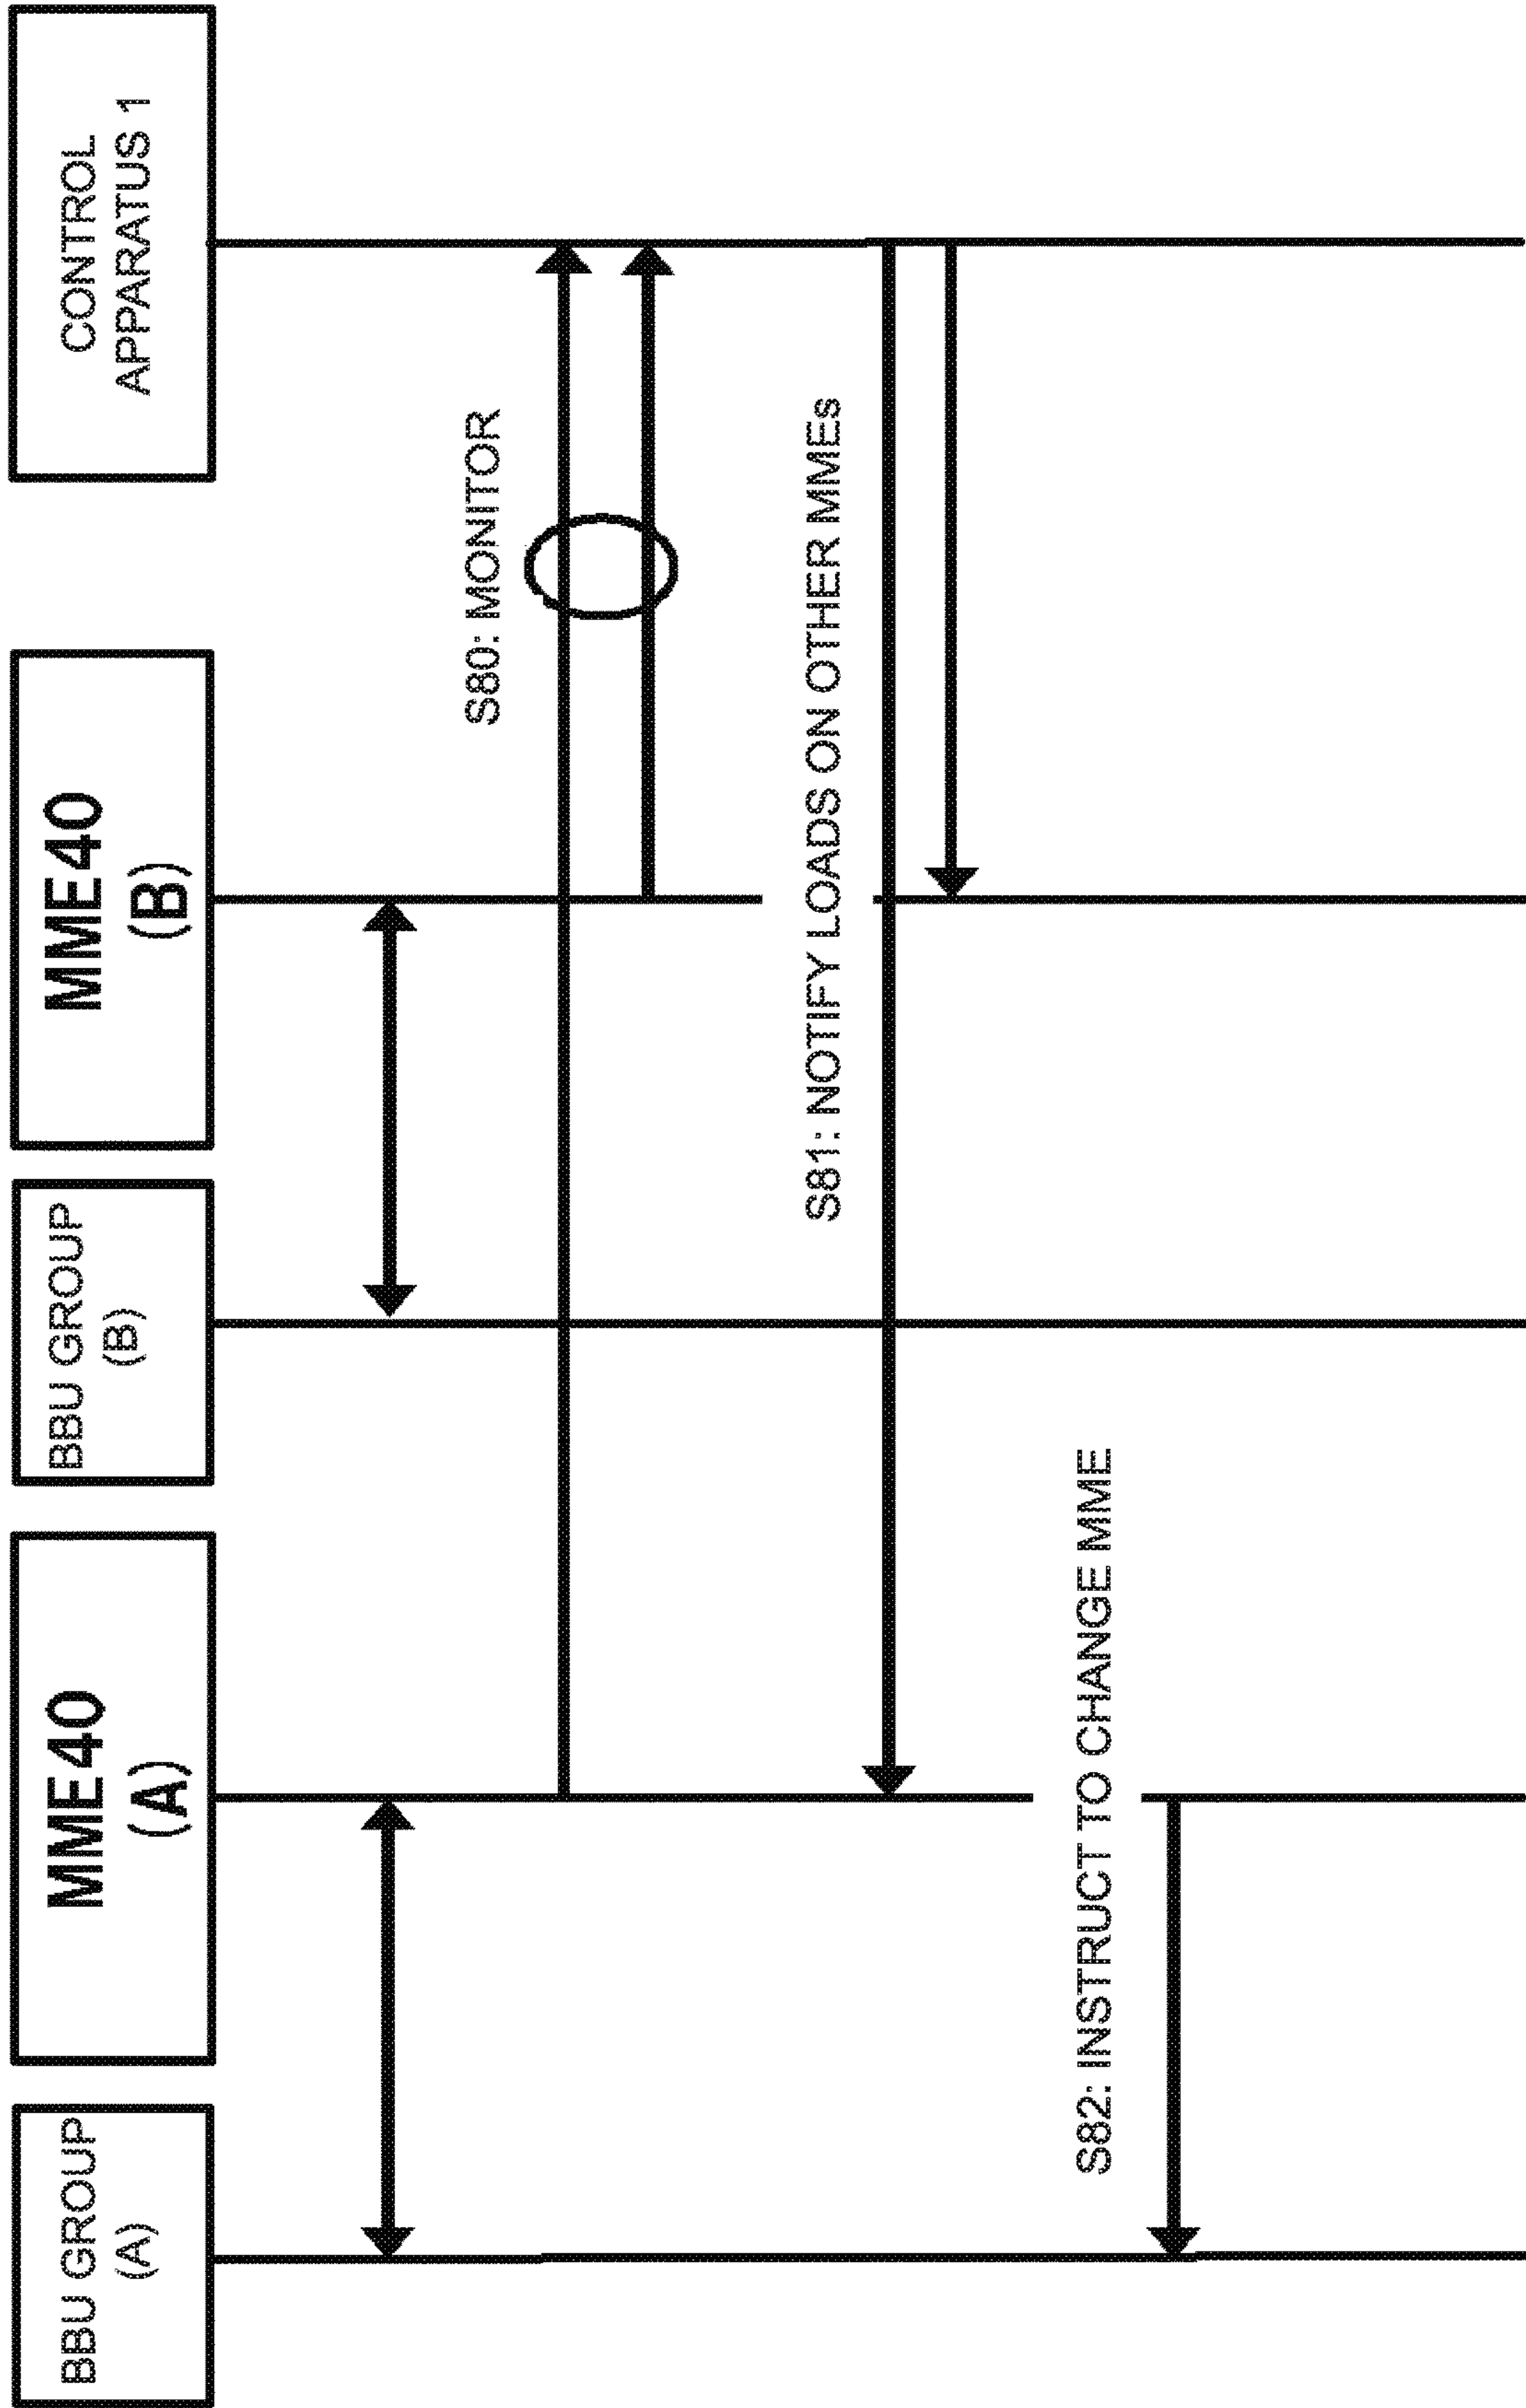 BBU GROUP
(A)
MME40
(A)
BBU GROUP
(B)
MME40
(B)
CONTROL
APPARATUS 1
S80: MONITOR
S81: NOTIFY LOADS ON OTHER MMEs
S82: INSTRUCT TO CHANGE MME